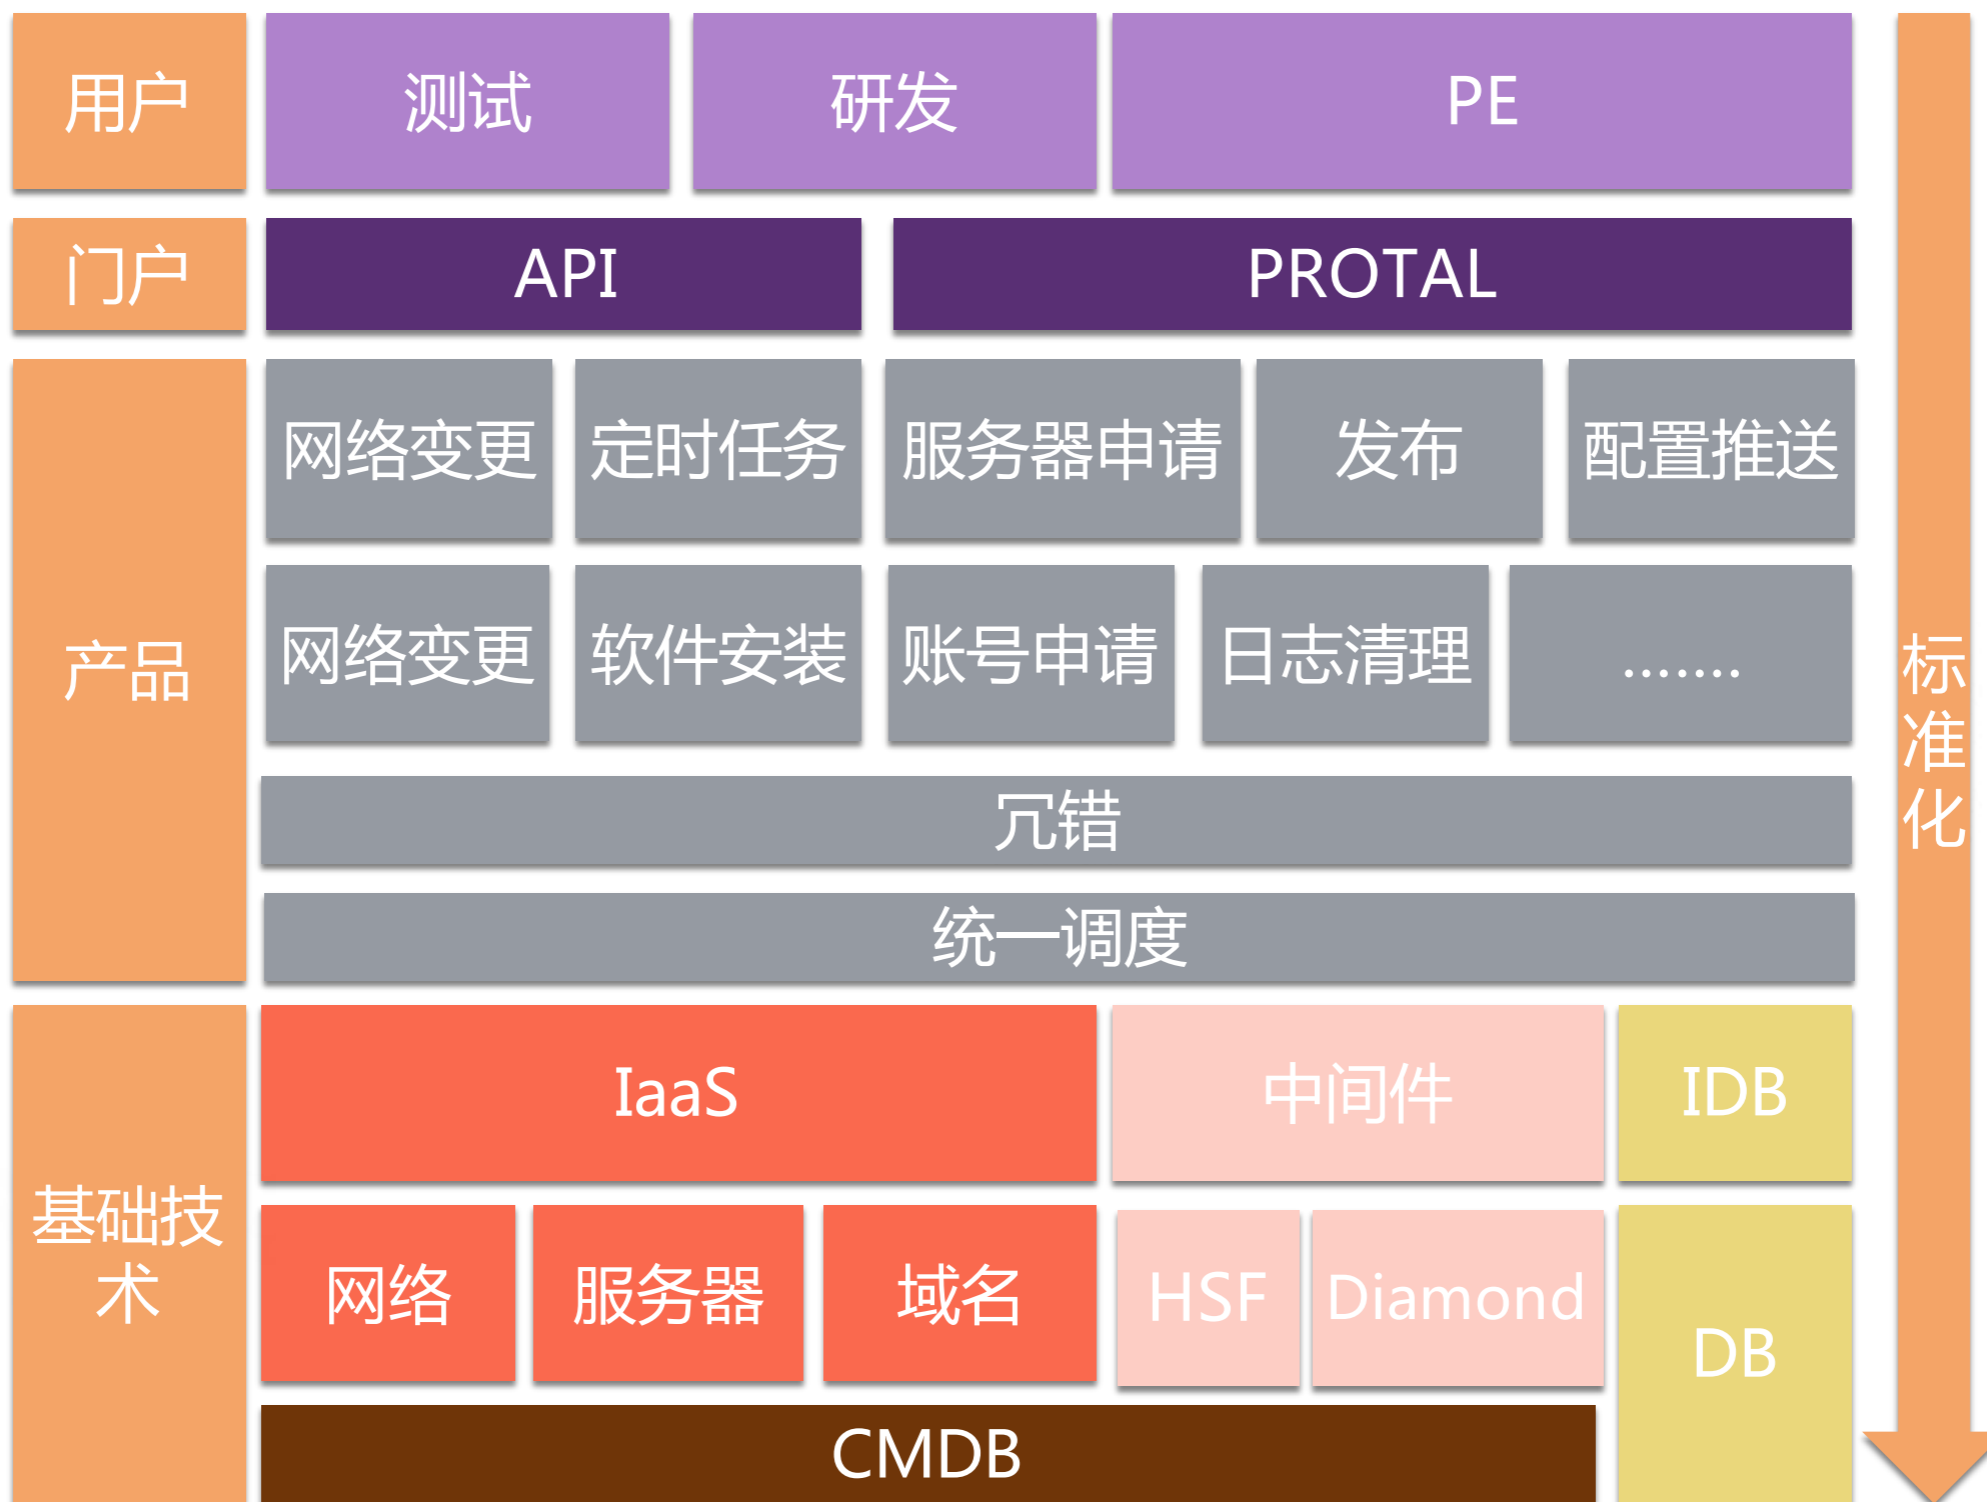 用户
测试
研发
PE
门户
API
PROTAL
产品
网络变更
定时任务
服务器申请
发布
配置推送
网络变更
软件安装
账号申请
日志清理
.......
冗错
统一调度
基础技
术
IaaS
中间件
IDB
网络
服务器
域名
HSF
Diamond
DB
CMDB
标
准
化